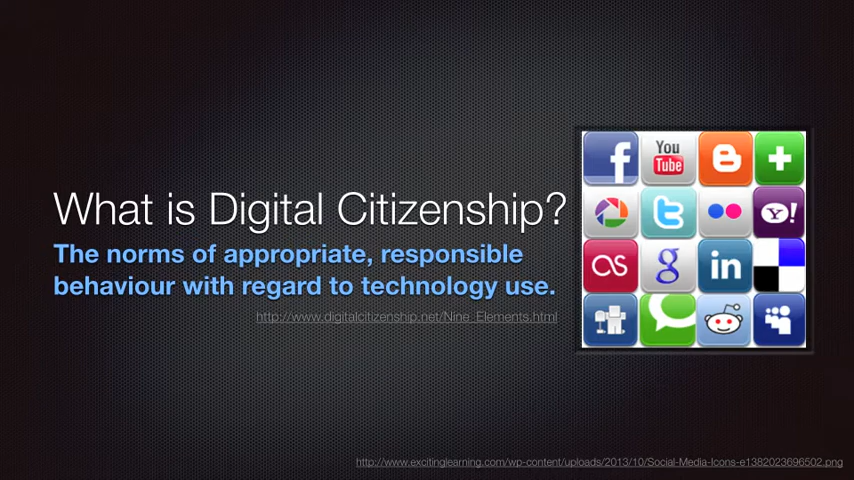 What is Digital Citizenship?
The norms of appropriate, responsible
behaviour with regard to technology use.
http://www.digitalcitizenship.net/Nine_Elements.html
f
You
Tube
B
t
Y!
g
in
http://www.excitinglearning.com/wp-content/uploads/2013/10/Social-Media-Icons-e1382023696502.png